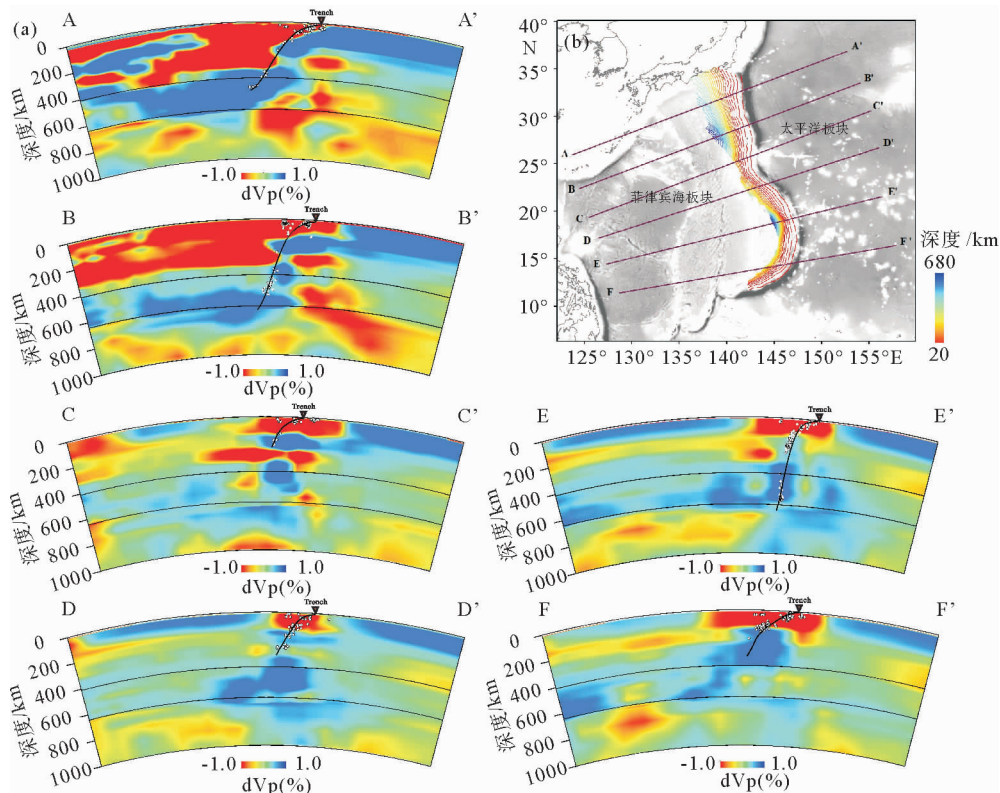 (a)
A
Trench
A'
0
200
400
600
800
1000
深度/km
-1.0
1.0
dVp(%)
B
Trench
B'
0
200
400
600
800
1000
深度/km
-1.0
1.0
dVp(%)
C
Trench
C'
0
200
400
600
800
1000
深度/km
-1.0
1.0
dVp(%)
D
Trench
D'
0
200
400
600
800
1000
深度/km
-1.0
1.0
dVp(%)
(b)
40°
N
35°
30°
25°
20°
15°
10°
A
B
C
D
E
F
A'
B'
C'
D'
E'
F'
太平洋板块
菲律宾海板块
125°
130°
135°
140°
145°
150°
155°E
深度/km
680
20
E
Trench
E'
0
200
400
600
800
1000
深度/km
-1.0
1.0
dVp(%)
F
Trench
F'
0
200
400
600
800
1000
深度/km
-1.0
1.0
dVp(%)